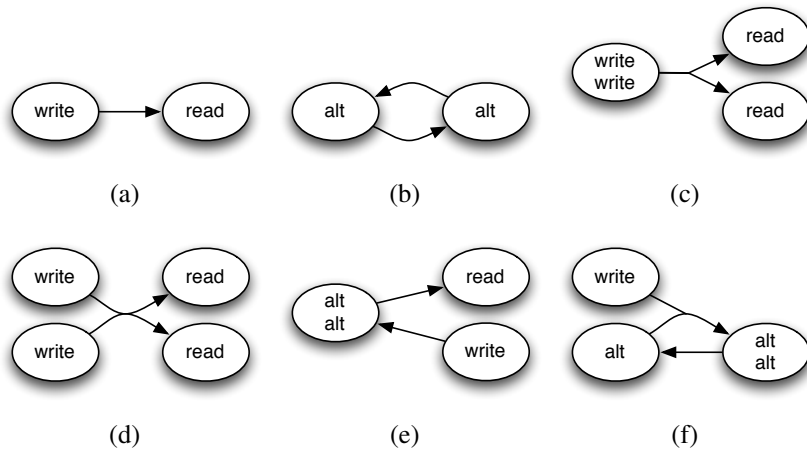 write
read
(a)
alt
alt
(b)
write
write
read
read
(c)
write
read
write
read
(d)
alt
alt
read
write
(e)
write
alt
alt
alt
(f)